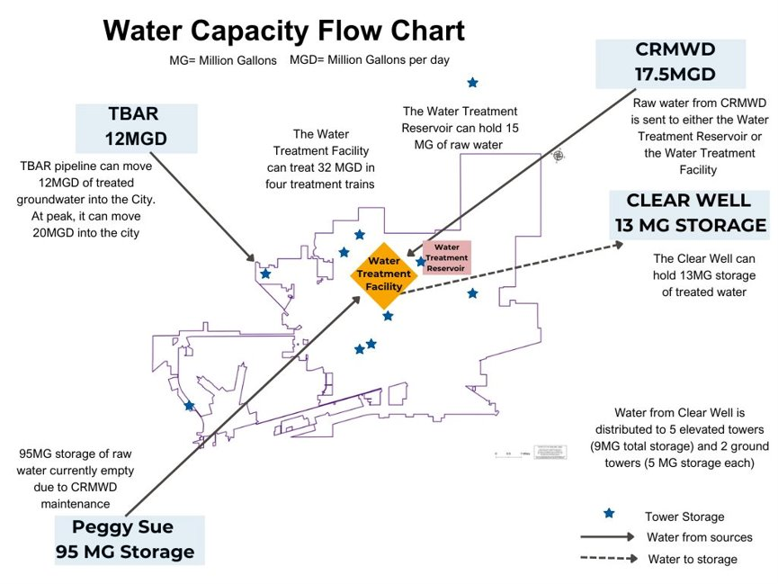 Water Capacity Flow Chart
MG= Million Gallons MGD= Million Gallons per day
CRMWD
17.5MGD
Raw water from CRMWD
is sent to either the Water
Treatment Reservoir or
the Water Treatment
Facility
TBAR
12MGD
TBAR pipeline can move
12MGD of treated
groundwater into the City.
At peak, it can move
20MGD into the city
The Water
Treatment Facility
can treat 32 MGD in
four treatment trains
The Water Treatment
Reservoir can hold 15
MG of raw water
CLEAR WELL
13 MG STORAGE
The Clear Well can
hold 13MG storage
of treated water
Water
Treatment
Reservoir
Water
Treatment
Facility
Water from Clear Well is
distributed to 5 elevated towers
(9MG total storage) and 2 ground
towers (5 MG storage each)
95MG storage of raw
water currently empty
due to CRMWD
maintenance
Peggy Sue
95 MG Storage
Tower Storage
Water from sources
Water to storage